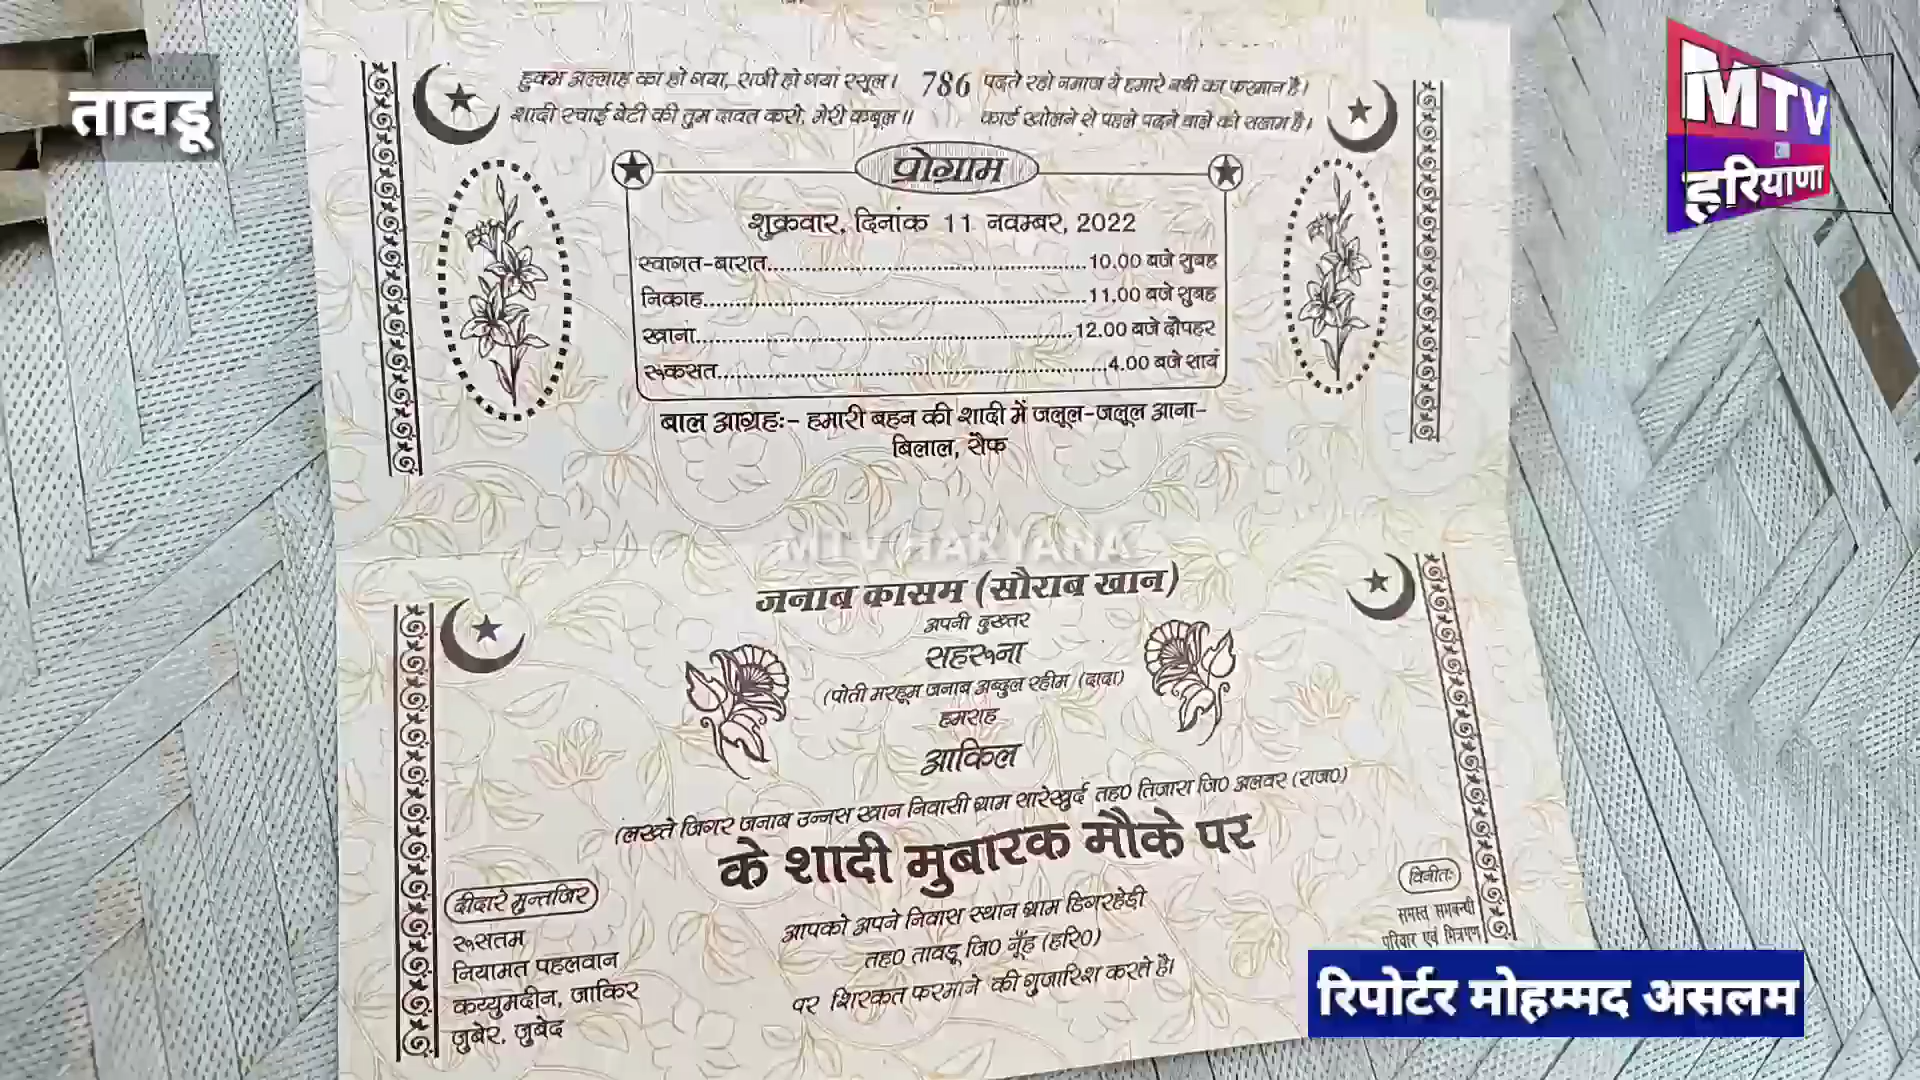 तावडू
MTV
हरियाणा
हुक्म अल्लाह का हो गया, राजी हो गया रसूल।
शादी रचाई बेटी की तुम दावत करो, मेरी कबूल॥
786
पढ़ते रहो नमाज ये हमारे नबी का फरमान है।
कार्ड खोलने से पहले पढ़ने वाले को सलाम है।
प्रोग्राम
शुक्रवार, दिनांक 11 नवम्बर, 2022
स्वागत-बारात..........10.00 बजे सुबह
निकाह..........11.00 बजे सुबह
खाना..........12.00 बजे दोपहर
रूकसत..........4.00 बजे सायं
बाल आग्रहः- हमारी बहन की शादी में जलूल-जलूल आना-
बिलाल, सैफ
MTV HARYANA
जनाब कासम (सौराब खान)
अपनी दुख्तर
सहरूना
(पोती मरहूम जनाब अब्दुल रहीम (दादा)
हमराह
आकिल
(लख्ते जिगर जनाब उन्नस खान निवासी ग्राम सारेखुर्द तह0 तिजारा जि0 अलवर (राज0)
के शादी मुबारक मौके पर
आपको अपने निवास स्थान ग्राम डिगरहेडी
तह0 तावडू जि0 नूँह (हरि0)
पर शिरकत फरमाने की गुजारिश करते है।
दीदारे मुन्तजिर
रूसतम
नियामत पहलवान
कय्युमदीन, जाकिर
जुबेर, जुबेद
विनीतः
समस्त सम्बन्धी
परिवार एवं मित्रगण
रिपोर्टर मोहम्मद असलम